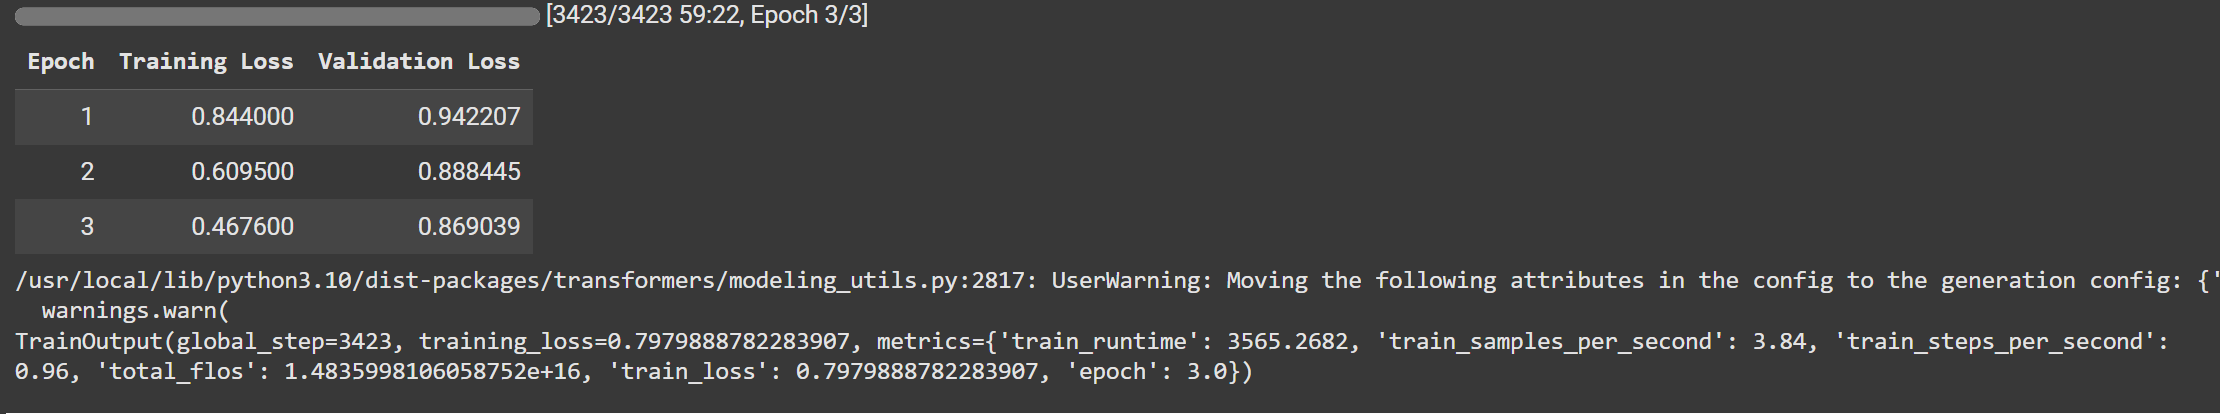 [3423/3423 59:22, Epoch 3/3]
Epoch Training Loss Validation Loss
1 0.844000 0.942207
2 0.609500 0.888445
3 0.467600 0.869039
/usr/local/lib/python3.10/dist-packages/transformers/modeling_utils.py:2817: UserWarning: Moving the following attributes in the config to the generation config: {'
  warnings.warn(
TrainOutput(global_step=3423, training_loss=0.7979888782283907, metrics={'train_runtime': 3565.2682, 'train_samples_per_second': 3.84, 'train_steps_per_second':
0.96, 'total_flos': 1.4835998106058752e+16, 'train_loss': 0.7979888782283907, 'epoch': 3.0})